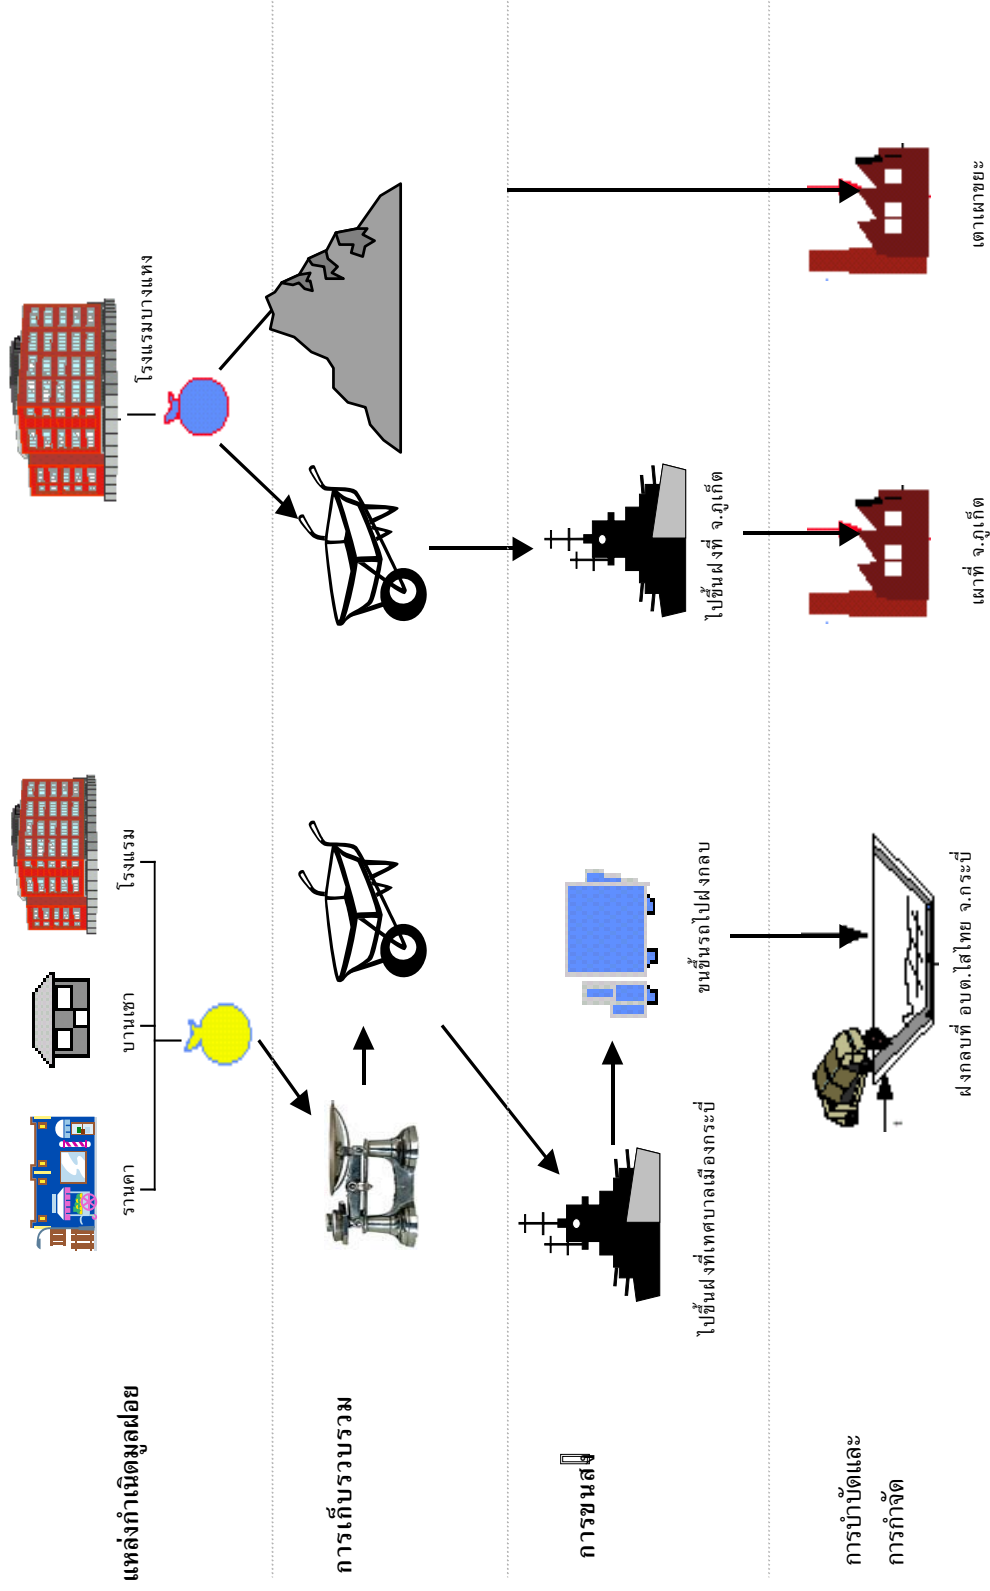 แหล่งกำเนิดมูลฝอย
รานคา
บานเชา
โรงแรม
โรงแรมบางแหง
การเก็บรวบรวม
การขนสง
ไปขึ้นฝงที่เทศบาลเมืองกระบี่
ขนขึ้นรถไปฝงกลบ
ไปขึ้นฝงที่ จ.ภูเก็ต
การบำบัดและ
การกำจัด
ฝงกลบที่ อบต.ไสไทย จ.กระบี่
เผาที่ จ.ภูเก็ต
เตาเผาขยะ